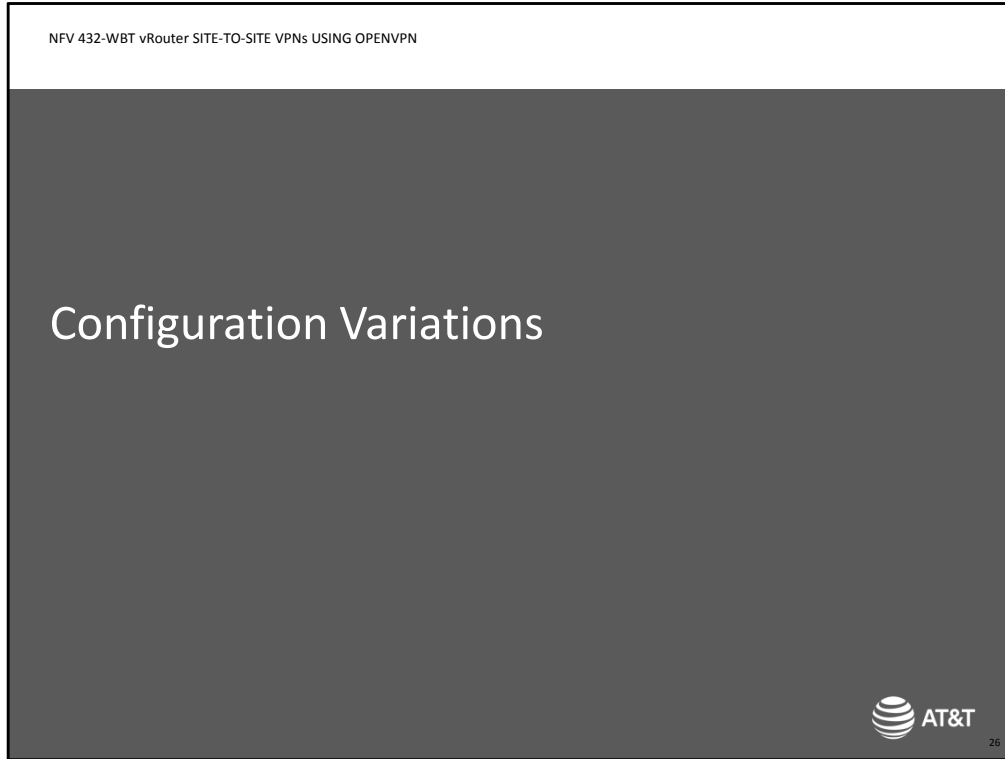 NFV 432-WBT vRouter SITE-TO-SITE VPNs USING OPENVPN
Configuration Variations
AT&T
26